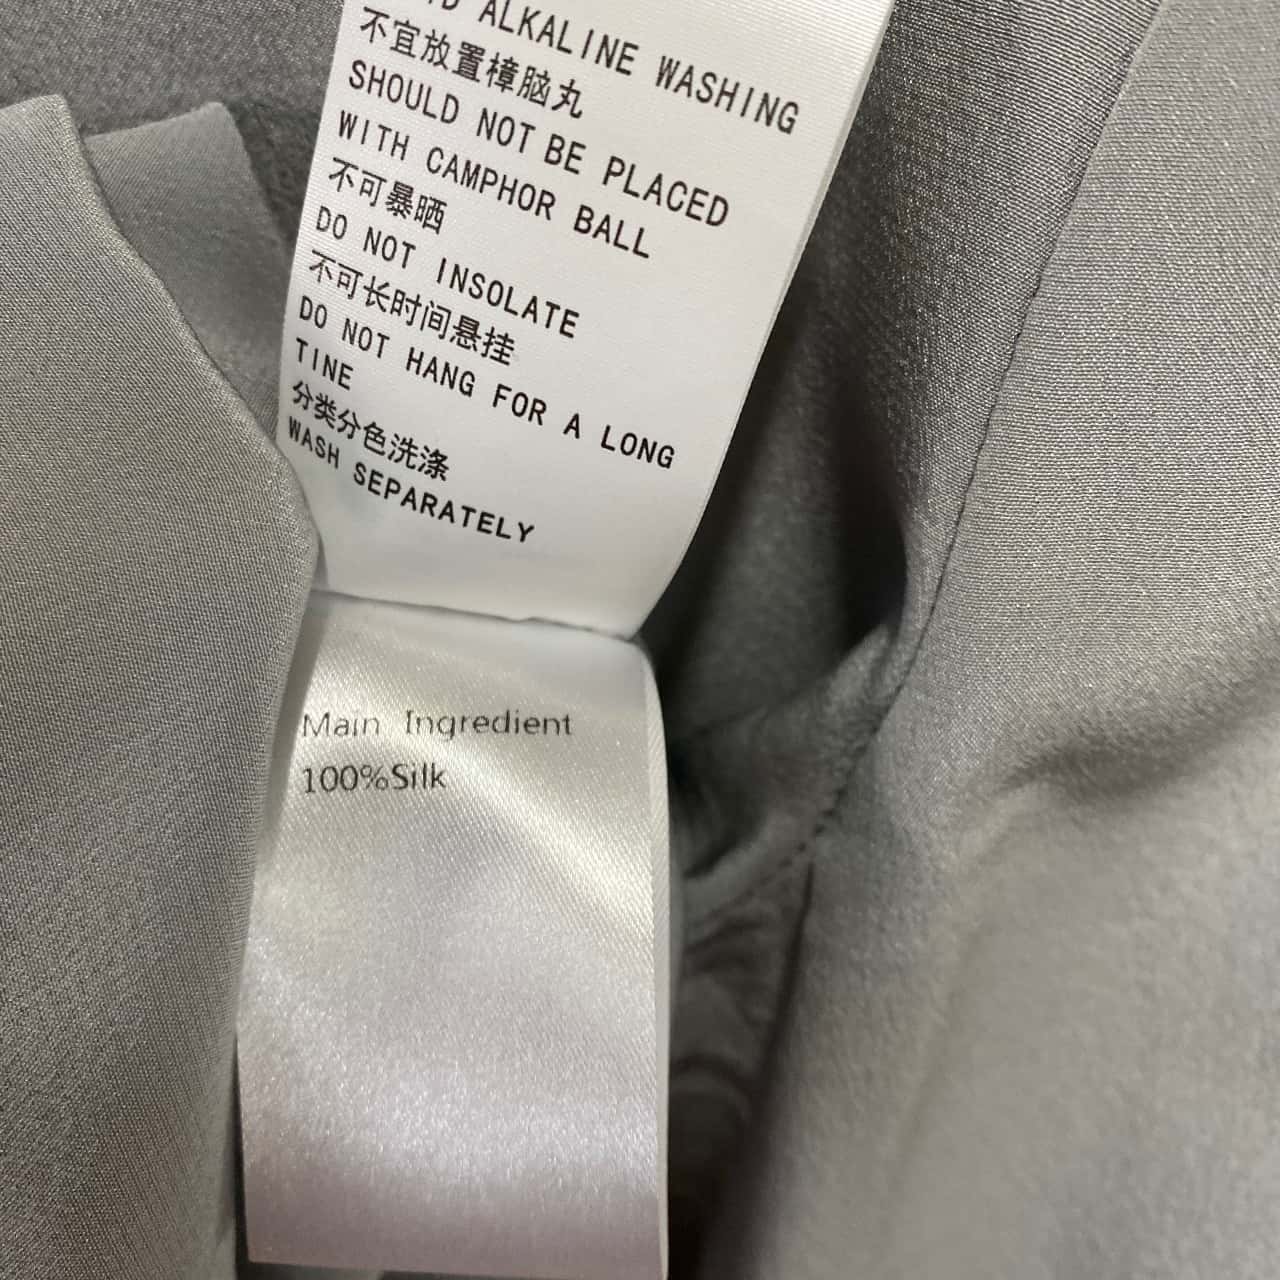 ALKALINE WASHING
不宜放置樟脑丸
SHOULD NOT BE PLACED
WITH CAMPHOR BALL
不可暴晒
DO NOT INSOLATE
不可长时间悬挂
DO NOT HANG FOR A LONG
TINE
分类分色洗涤
WASH SEPARATELY
Main Ingredient
100%Silk